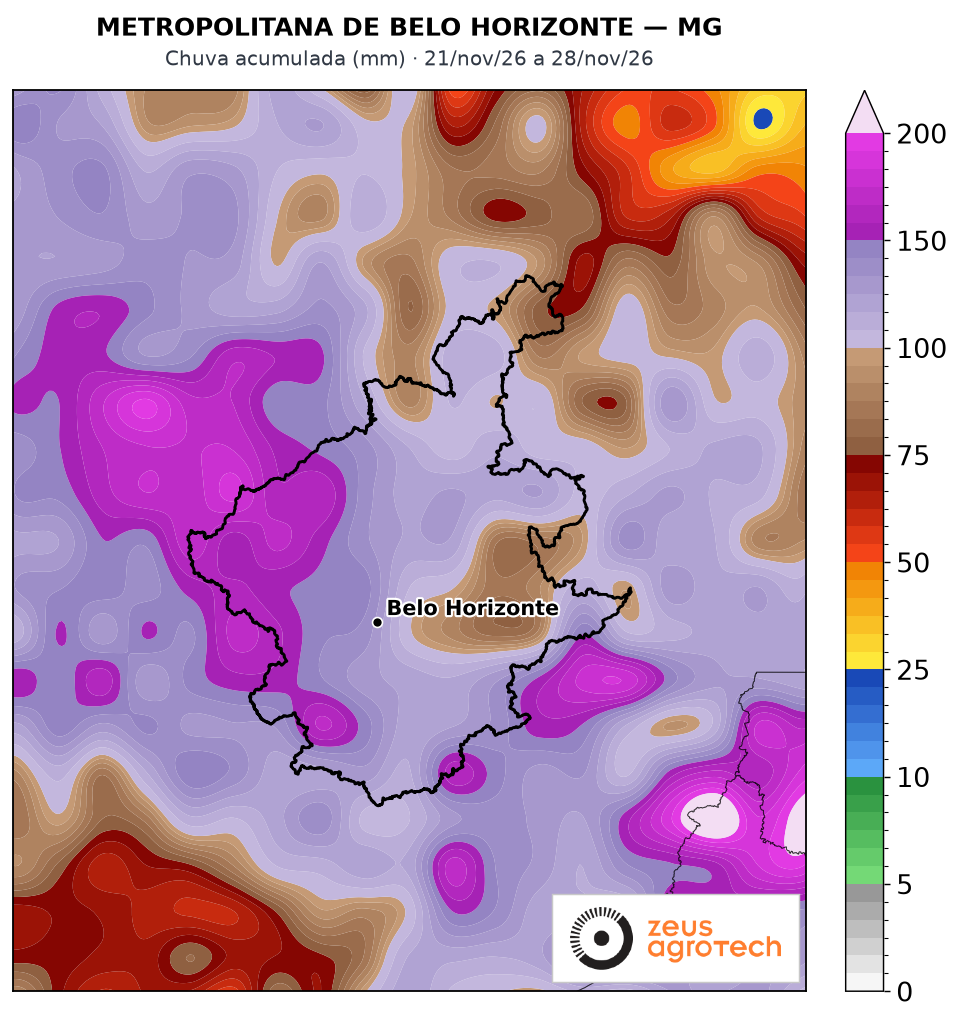 METROPOLITANA DE BELO HORIZONTE — MG
Chuva acumulada (mm) · 21/nov/26 a 28/nov/26
200
150
100
75
50
25
10
5
0
Belo Horizonte
zeus
agrotech